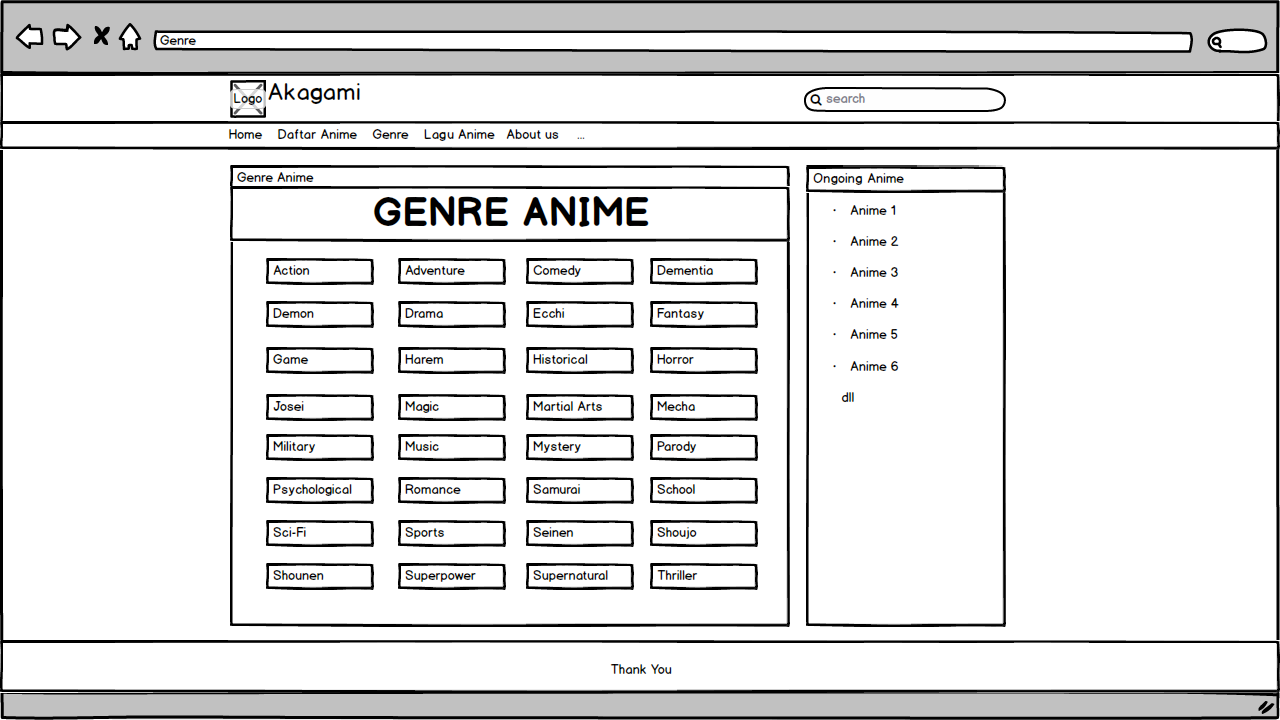 Genre
Logo Akagami
search
Home Daftar Anime Genre Lagu Anime About us ...
Genre Anime
GENRE ANIME
Action Adventure Comedy Dementia
Demon Drama Ecchi Fantasy
Game Harem Historical Horror
Josei Magic Martial Arts Mecha
Military Music Mystery Parody
Psychological Romance Samurai School
Sci-Fi Sports Seinen Shoujo
Shounen Superpower Supernatural Thriller
Ongoing Anime
· Anime 1
· Anime 2
· Anime 3
· Anime 4
· Anime 5
· Anime 6
dll
Thank You